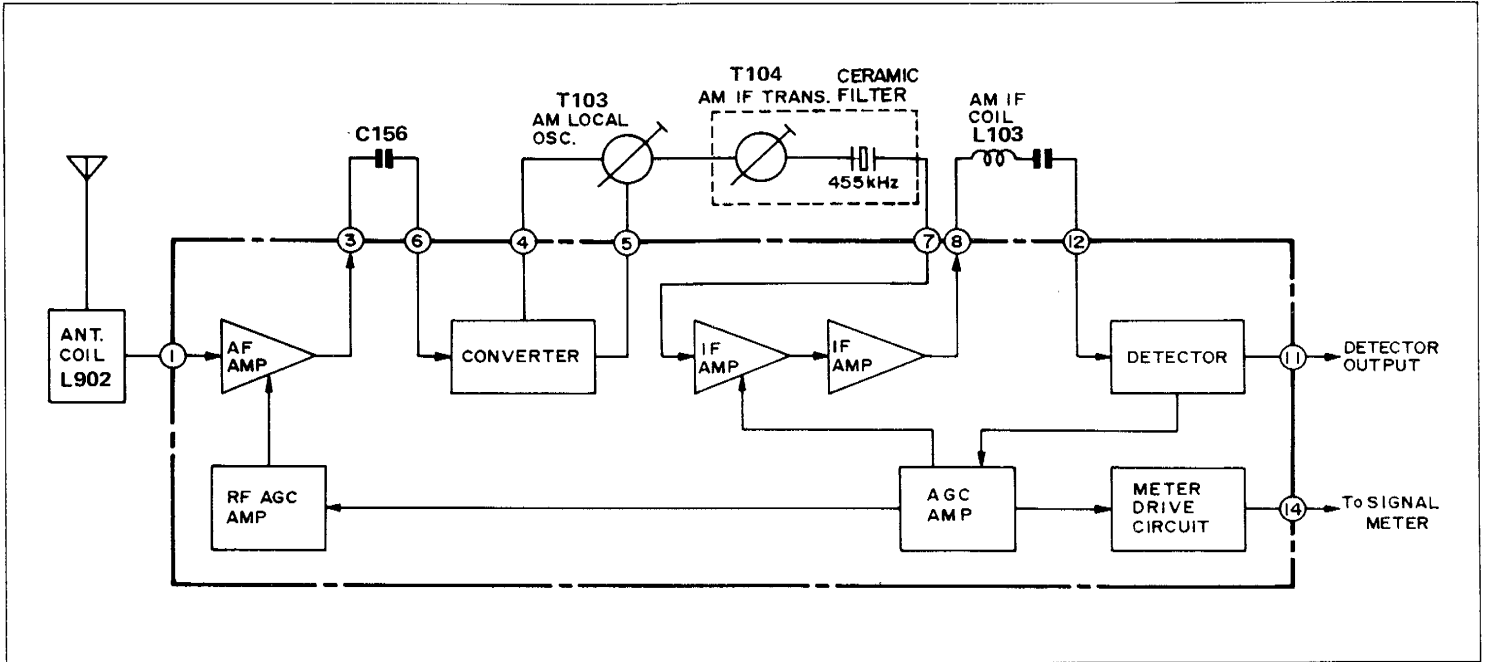 T104
CERAMIC
AM IF TRANS.
FILTER
T103
AM LOCAL
OSC.
C156
AM IF
COIL
L103
455kHz
3
6
4
5
7
8
12
ANT.
COIL
L902
1
AF
AMP
CONVERTER
IF
AMP
IF
AMP
DETECTOR
11
DETECTOR
OUTPUT
RF AGC
AMP
AGC
AMP
METER
DRIVE
CIRCUIT
14
TO SIGNAL
METER